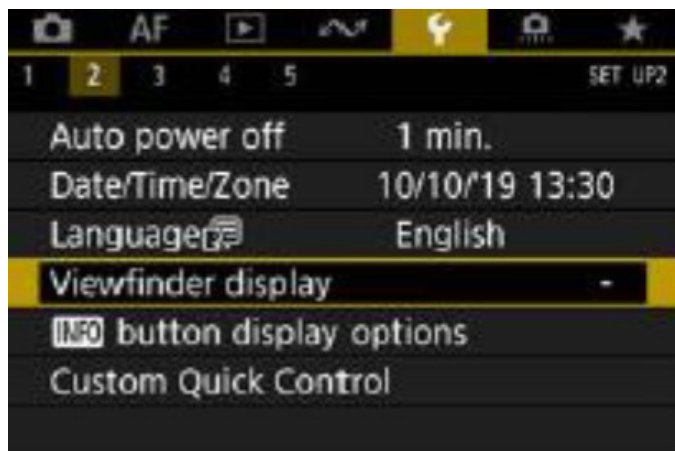 AF
1 2 3 4 5 SET UP2
Auto power off 1 min.
Date/Time/Zone 10/10/'19 13:30
Language English
Viewfinder display -
INFO button display options
Custom Quick Control